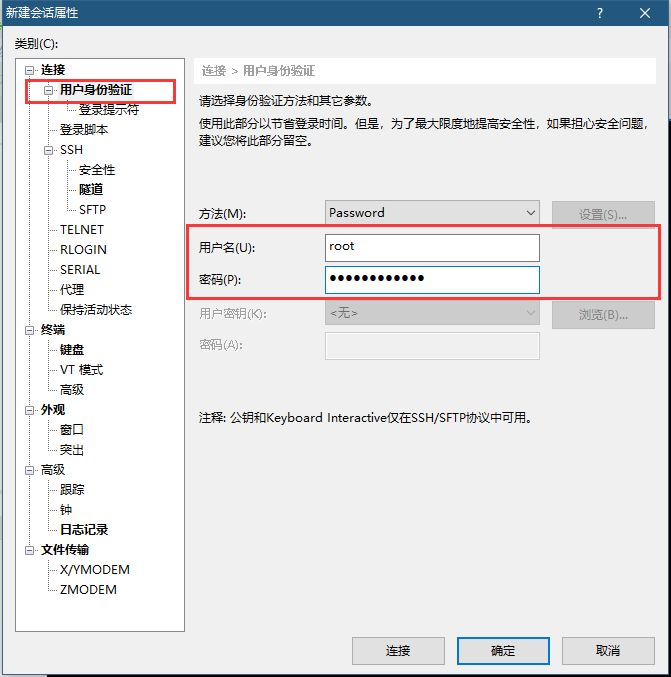 新建会话属性
类别(C):
连接
用户身份验证
登录提示符
登录脚本
SSH
安全性
隧道
SFTP
TELNET
RLOGIN
SERIAL
代理
保持活动状态
终端
键盘
VT 模式
高级
外观
窗口
突出
高级
跟踪
钟
日志记录
文件传输
X/YMODEM
ZMODEM
连接 > 用户身份验证
请选择身份验证方法和其它参数。
使用此部分以节省登录时间。但是，为了最大限度地提高安全性，如果担心安全问题，
建议您将此部分留空。
方法(M): Password 设置(S)...
用户名(U): root
密码(P): ●●●●●●●●●●●●
用户密钥(K): <无> 浏览(B)...
密码(A):
注释: 公钥和Keyboard Interactive仅在SSH/SFTP协议中可用。
连接 确定 取消